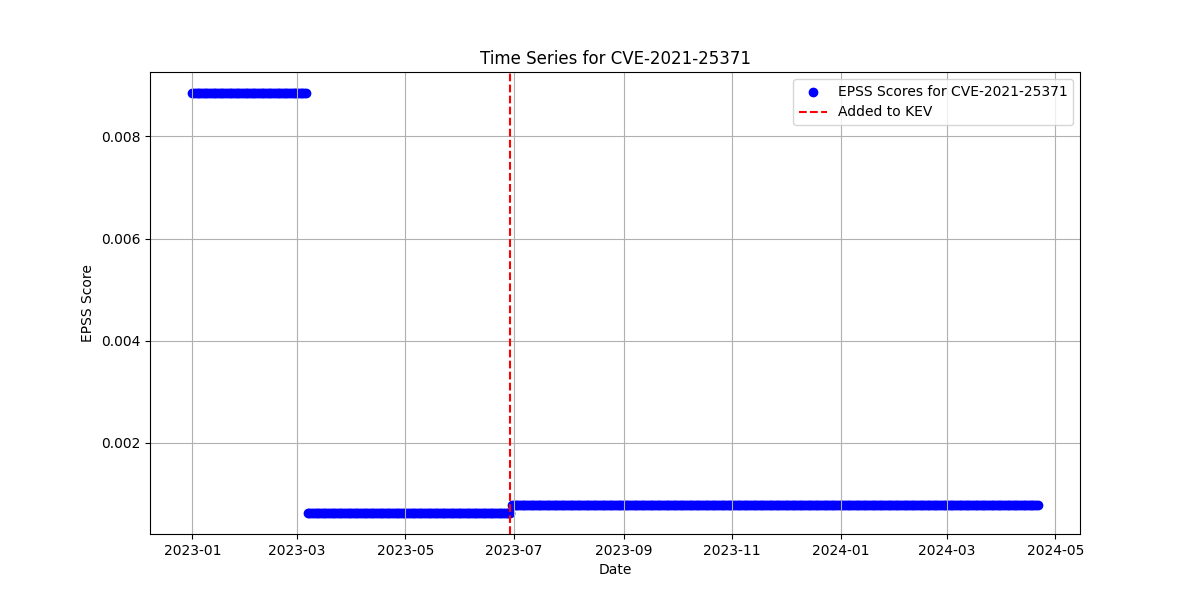 Time Series for CVE-2021-25371
EPSS Scores for CVE-2021-25371
Added to KEV
EPSS Score
0.008
0.006
0.004
0.002
2023-01
2023-03
2023-05
2023-07
2023-09
2023-11
2024-01
2024-03
2024-05
Date